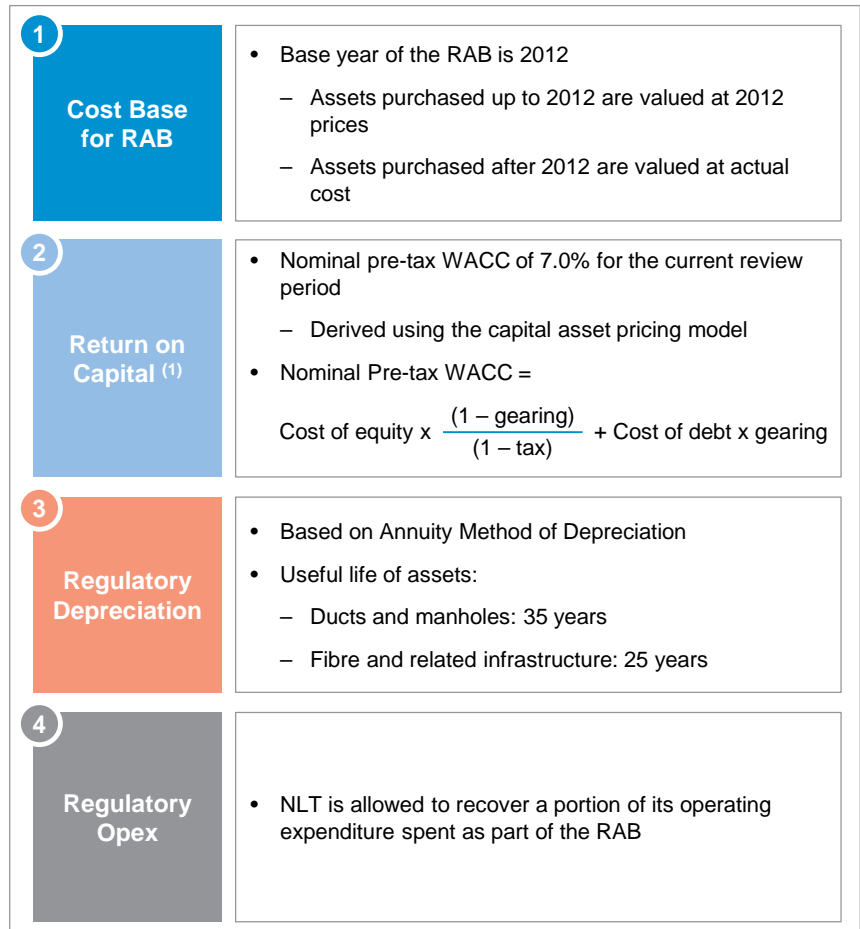 1
Cost Base
for RAB
• Base year of the RAB is 2012
– Assets purchased up to 2012 are valued at 2012
prices
– Assets purchased after 2012 are valued at actual
cost
2
Return on
Capital (1)
• Nominal pre-tax WACC of 7.0% for the current review
period
– Derived using the capital asset pricing model
• Nominal Pre-tax WACC =
Cost of equity x (1 – gearing) / (1 – tax) + Cost of debt x gearing
3
Regulatory
Depreciation
• Based on Annuity Method of Depreciation
• Useful life of assets:
– Ducts and manholes: 35 years
– Fibre and related infrastructure: 25 years
4
Regulatory
Opex
• NLT is allowed to recover a portion of its operating
expenditure spent as part of the RAB